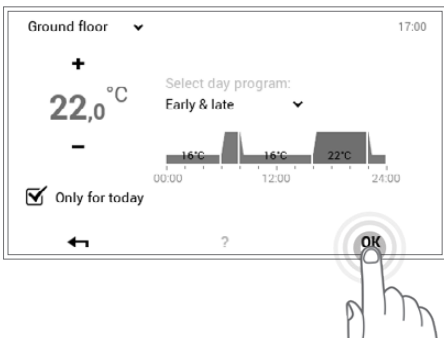 Ground floor 17:00
+
22,0 °C
Select day program:
Early & late
−
16°C 16°C 22°C
00:00 12:00 24:00
Only for today
? OK